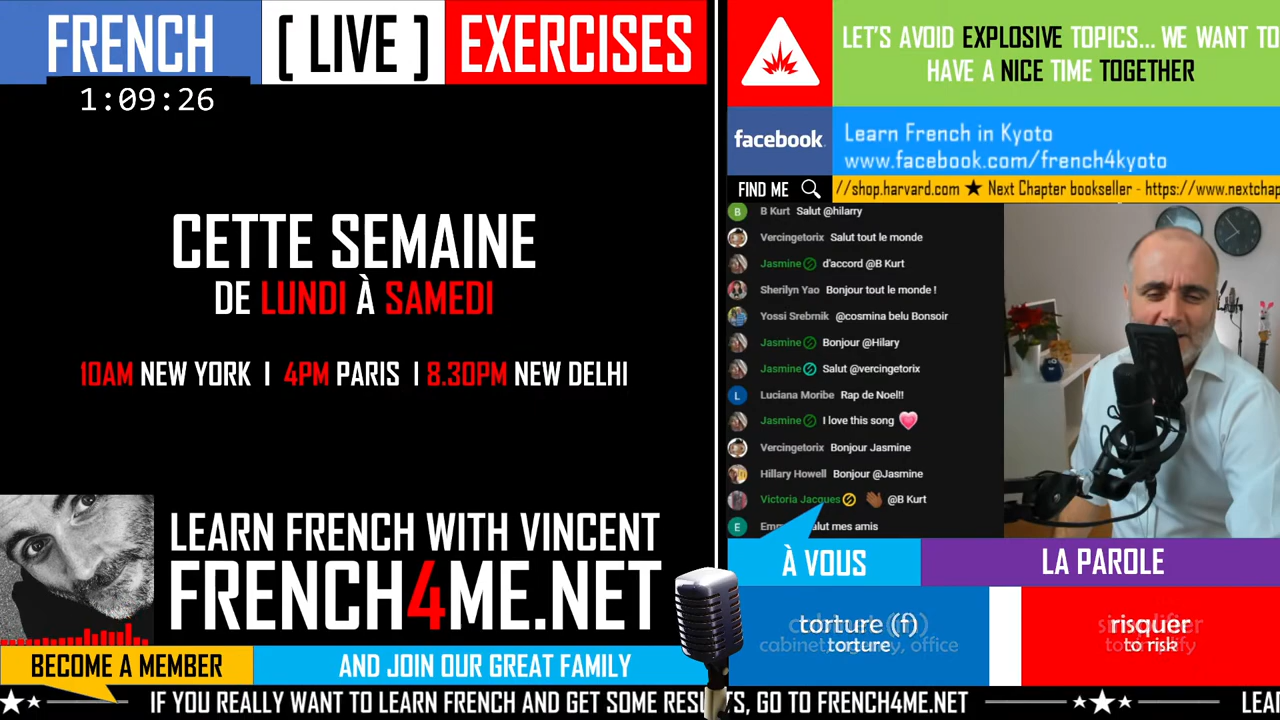 FRENCH [ LIVE ] EXERCISES
1:09:26
CETTE SEMAINE
DE LUNDI À SAMEDI
10AM NEW YORK I 4PM PARIS I 8.30PM NEW DELHI
LEARN FRENCH WITH VINCENT
FRENCH4ME.NET
BECOME A MEMBER AND JOIN OUR GREAT FAMILY
LET'S AVOID EXPLOSIVE TOPICS... WE WANT TO
HAVE A NICE TIME TOGETHER
facebook.
Learn French in Kyoto
www.facebook.com/french4kyoto
FIND ME //shop.harvard.com ★ Next Chapter bookseller - https://www.nextchap
B B Kurt Salut @hilarry
Vercingetorix Salut tout le monde
Jasmine d'accord @B Kurt
Sherilyn Yao Bonjour tout le monde !
Yossi Srebrnik @cosmina belu Bonsoir
Jasmine Bonjour @Hilary
Jasmine Salut @vercingetorix
L Luciana Moribe Rap de Noel!!
Jasmine I love this song
Vercingetorix Bonjour Jasmine
Hillary Howell Bonjour @Jasmine
Victoria Jacques @B Kurt
E mes amis
À VOUS LA PAROLE
torture (f)
torture
risquer
to risk
IF YOU REALLY WANT TO LEARN FRENCH AND GET SOME RESULTS, GO TO FRENCH4ME.NET LEA